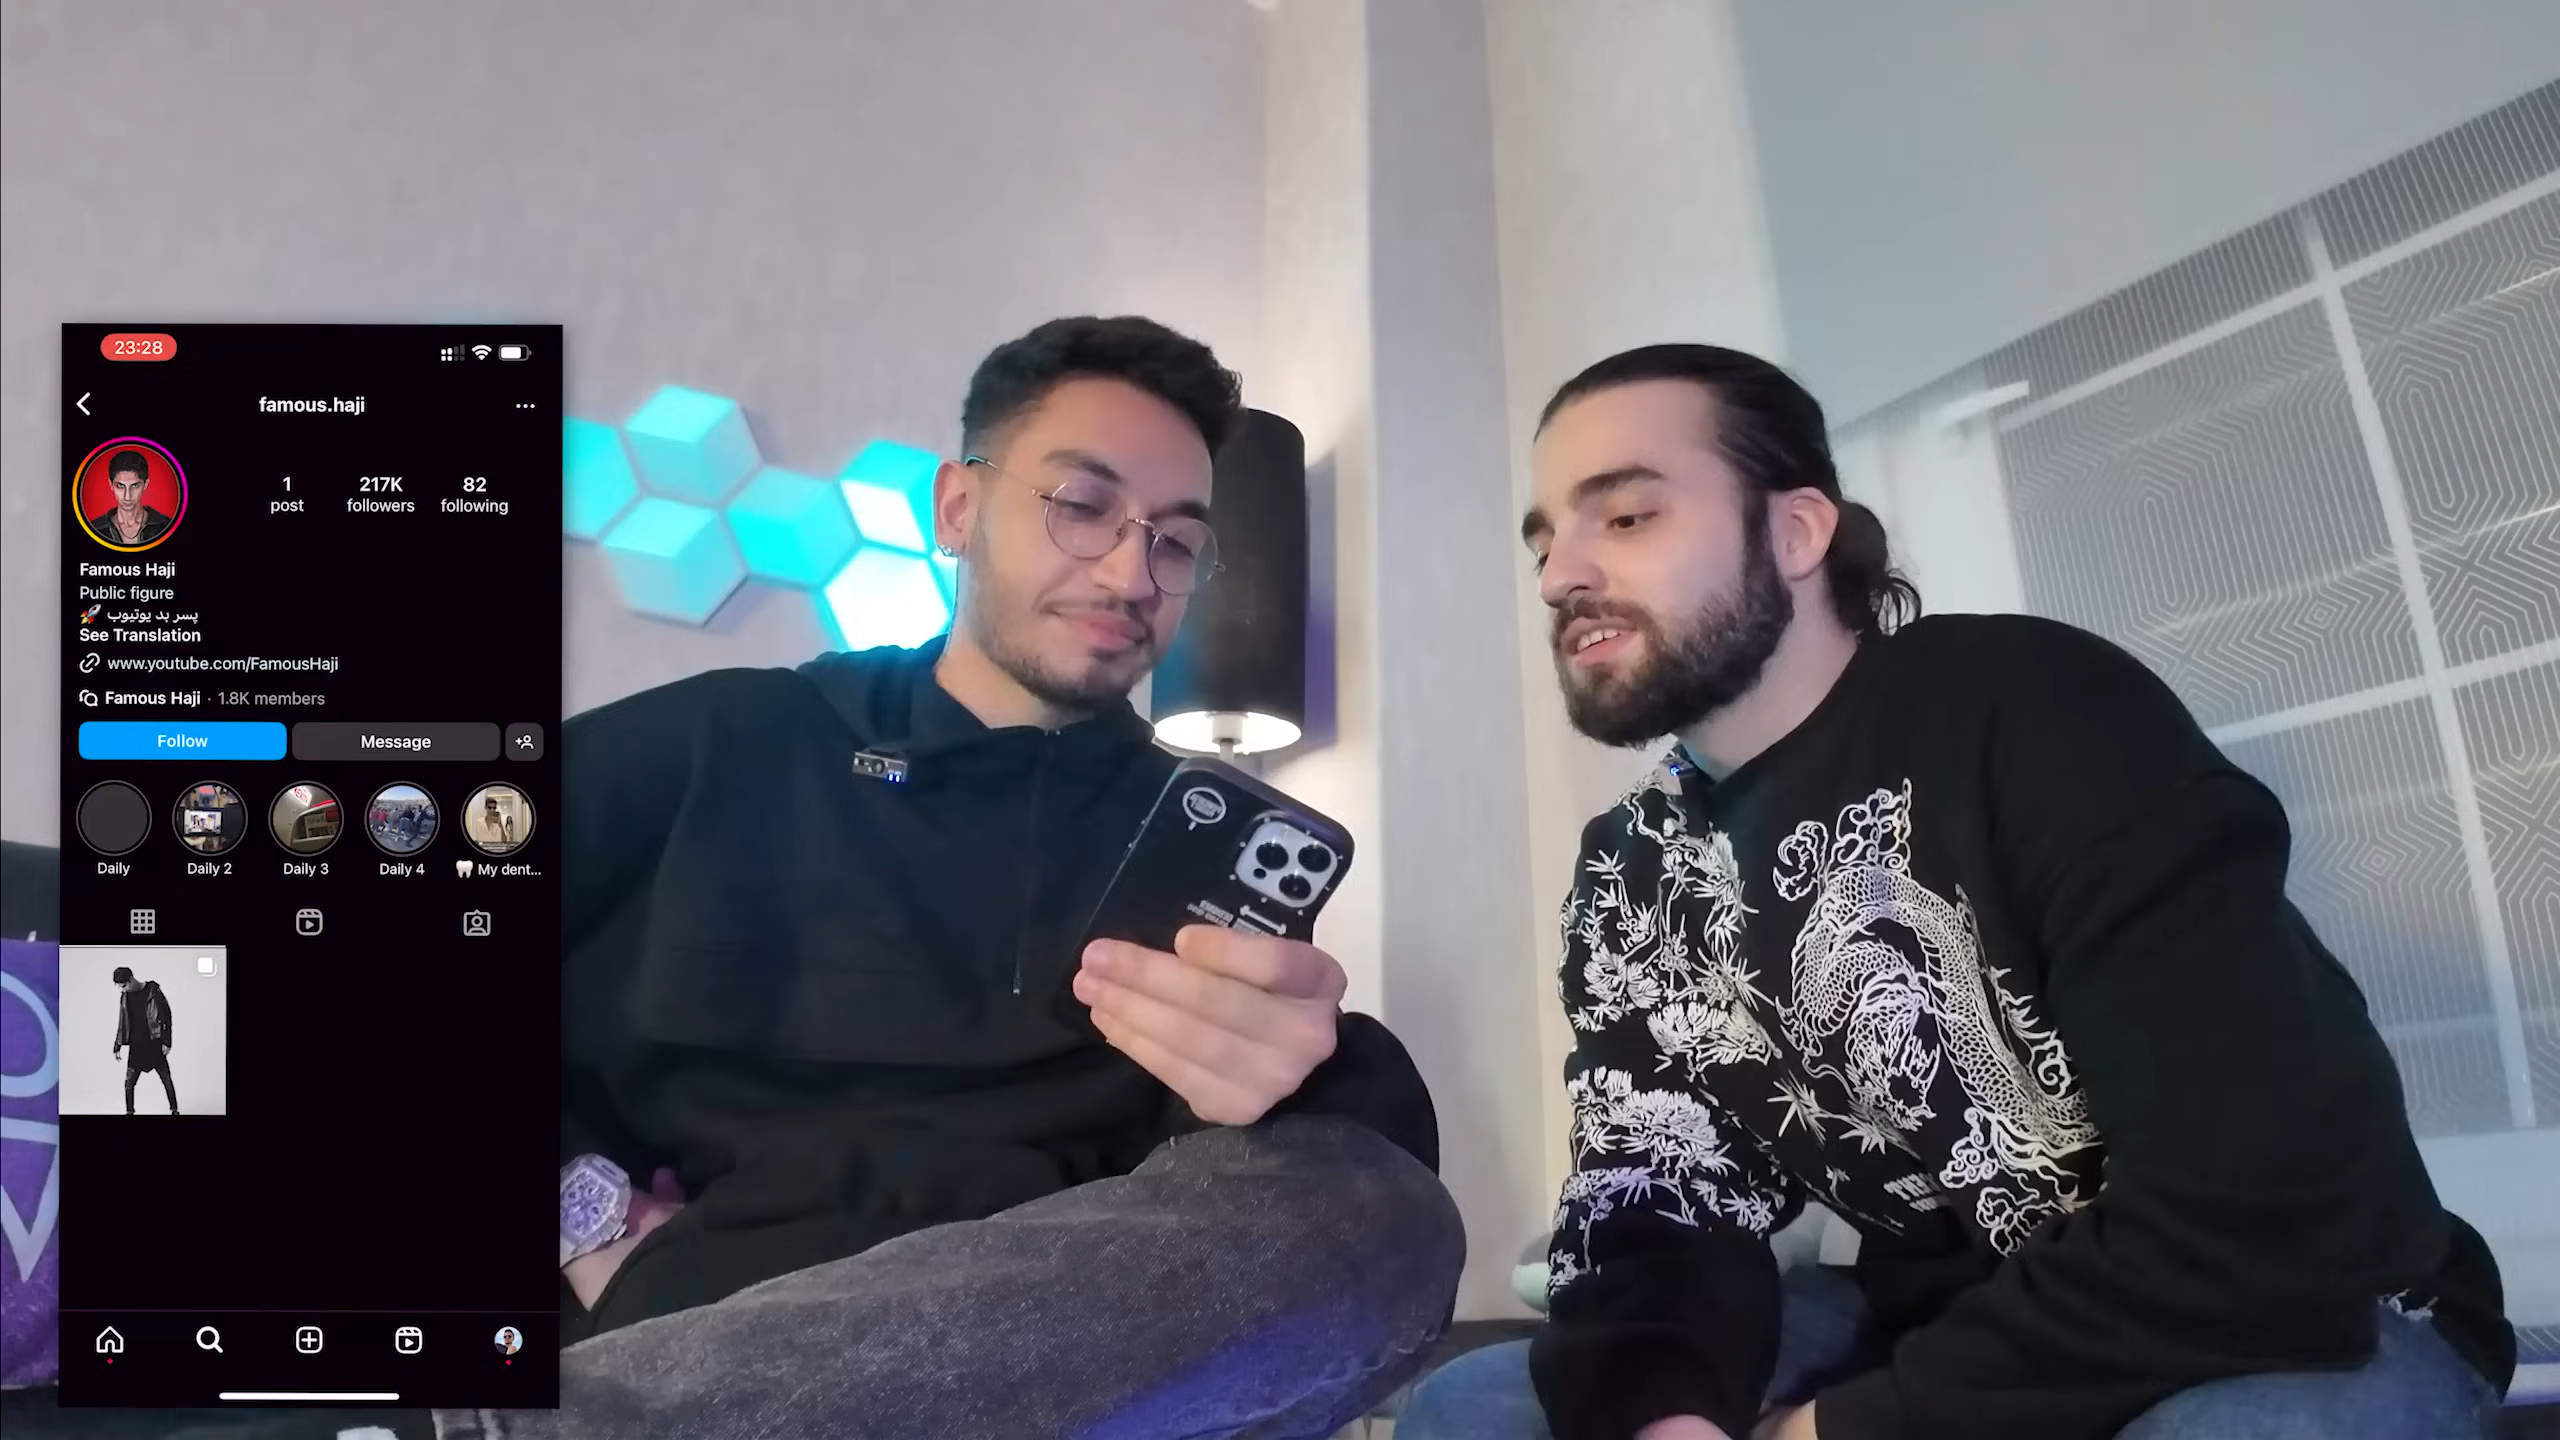 23:28
famous.haji
1
post
217K
followers
82
following
Famous Haji
Public figure
پسر بد یوتیوب 🚀
See Translation
www.youtube.com/FamousHaji
Famous Haji · 1.8K members
Follow
Message
Daily
Daily 2
Daily 3
Daily 4
🦷 My dent...